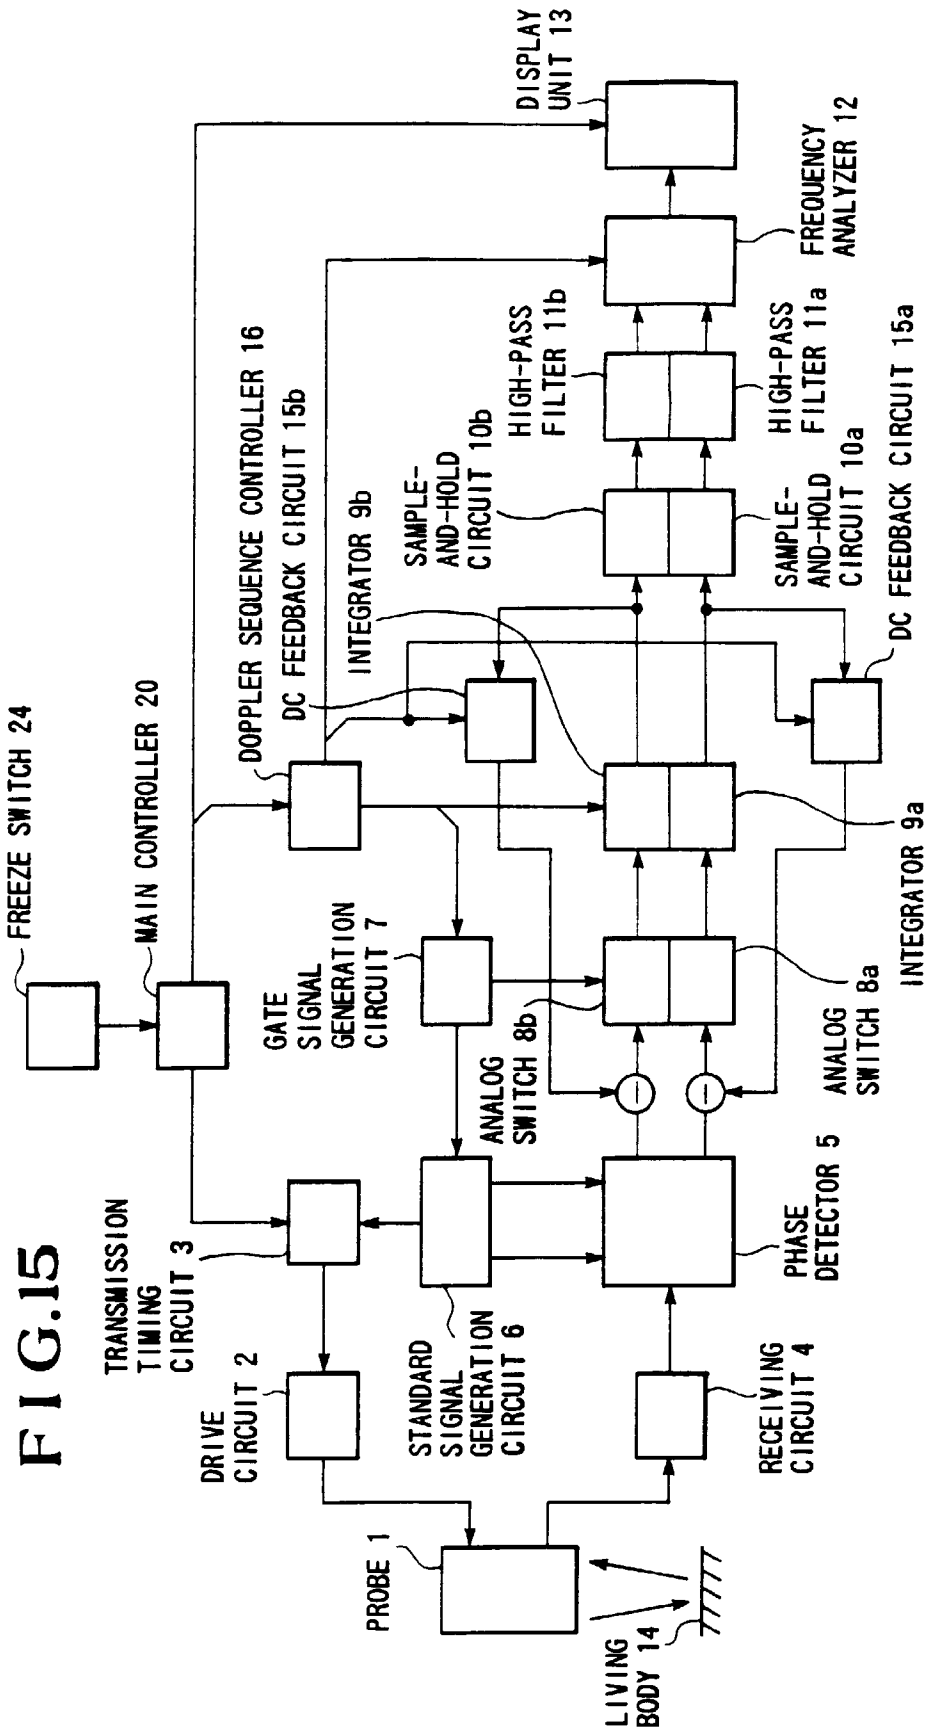 FIG.15
FREEZE SWITCH 24
MAIN CONTROLLER 20
TRANSMISSION
TIMING
CIRCUIT 3
DOPPLER SEQUENCE CONTROLLER 16
DC FEEDBACK CIRCUIT 15b
INTEGRATOR 9b
DISPLAY
UNIT 13
DRIVE
CIRCUIT 2
GATE
SIGNAL
GENERATION
CIRCUIT 7
SAMPLE-
AND-HOLD
CIRCUIT 10b
HIGH-PASS
FILTER 11b
PROBE 1
STANDARD
SIGNAL
GENERATION
CIRCUIT 6
ANALOG
SWITCH 8b
LIVING
BODY 14
RECEIVING
CIRCUIT 4
PHASE
DETECTOR 5
ANALOG
SWITCH 8a
INTEGRATOR 9a
SAMPLE-
AND-HOLD
CIRCUIT 10a
HIGH-PASS
FILTER 11a
FREQUENCY
ANALYZER 12
DC FEEDBACK CIRCUIT 15a